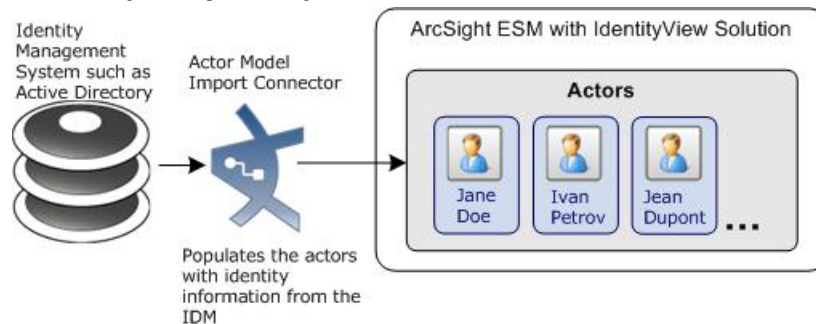 Identity
Management
System such as
Active Directory
Actor Model
Import Connector
Populates the actors
with identity
information from the
IDM
ArcSight ESM with IdentityView Solution
Actors
Jane
Doe
Ivan
Petrov
Jean
Dupont
...